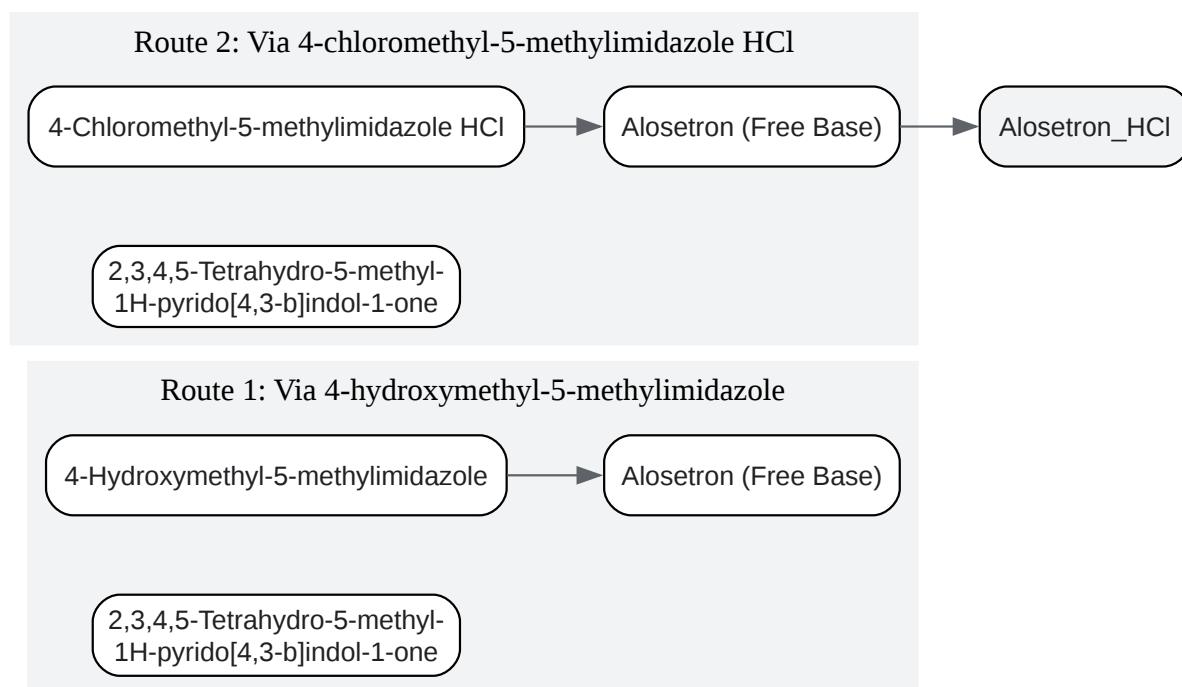 Route 2: Via 4-chloromethyl-5-methylimidazole HCl
4-Chloromethyl-5-methylimidazole HCl
Alosetron (Free Base)
Alosetron_HCl
2,3,4,5-Tetrahydro-5-methyl-
1H-pyrido[4,3-b]indol-1-one
Route 1: Via 4-hydroxymethyl-5-methylimidazole
4-Hydroxymethyl-5-methylimidazole
Alosetron (Free Base)
2,3,4,5-Tetrahydro-5-methyl-
1H-pyrido[4,3-b]indol-1-one